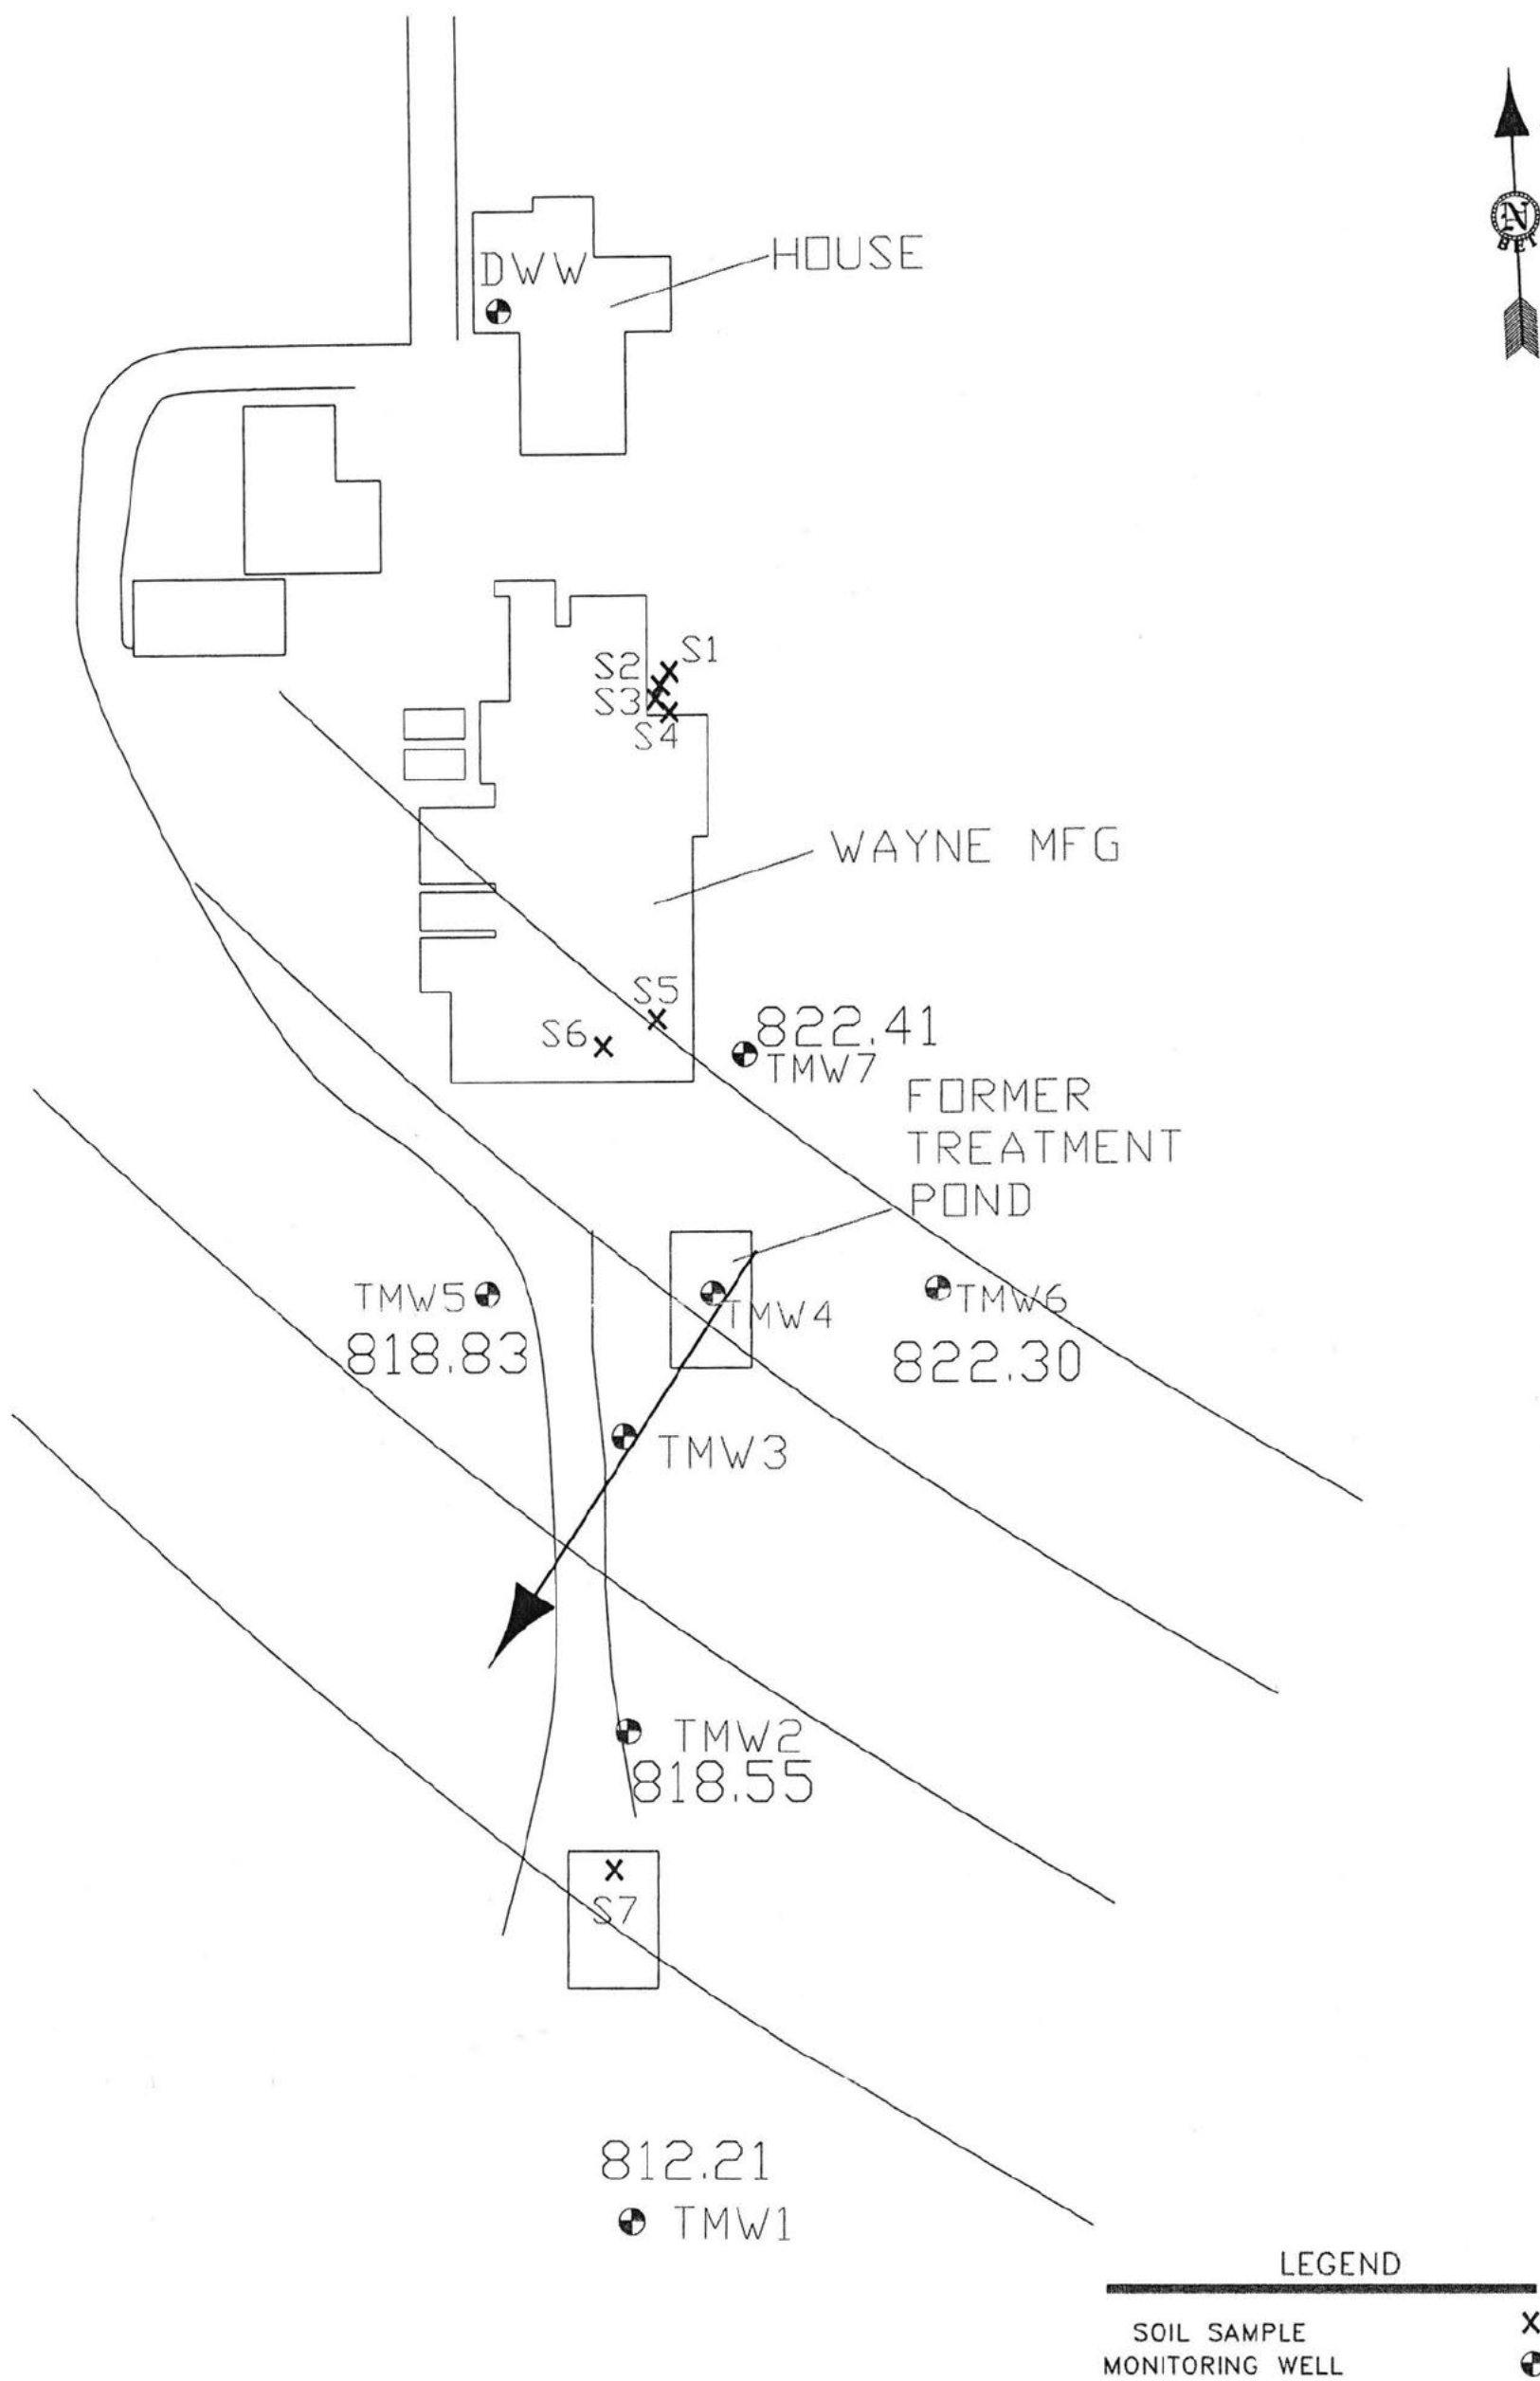 DWW
HOUSE
N
BEI
S1
S2
S3
S4
WAYNE MFG
S5
S6
822.41
TMW7
FORMER
TREATMENT
POND
TMW5
818.83
TMW4
TMW6
822.30
TMW3
TMW2
818.55
S7
812.21
TMW1
LEGEND
SOIL SAMPLE
MONITORING WELL